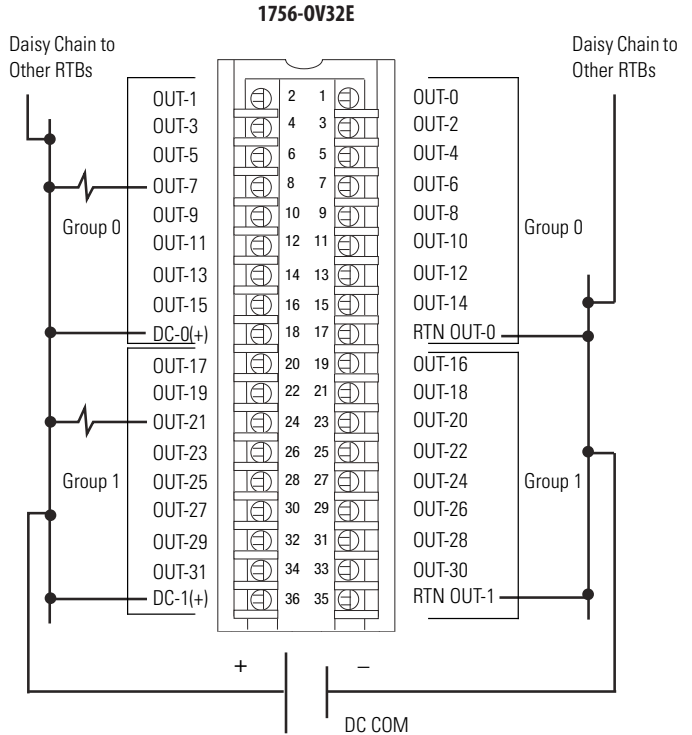 1756-OV32E
Daisy Chain to
Other RTBs
Daisy Chain to
Other RTBs
OUT-1 2 1 OUT-0
OUT-3 4 3 OUT-2
OUT-5 6 5 OUT-4
OUT-7 8 7 OUT-6
Group 0
OUT-9 10 9 OUT-8
Group 0
OUT-11 12 11 OUT-10
OUT-13 14 13 OUT-12
OUT-15 16 15 OUT-14
DC-0(+) 18 17 RTN OUT-0
OUT-17 20 19 OUT-16
OUT-19 22 21 OUT-18
OUT-21 24 23 OUT-20
OUT-23 26 25 OUT-22
Group 1
OUT-25 28 27 OUT-24
Group 1
OUT-27 30 29 OUT-26
OUT-29 32 31 OUT-28
OUT-31 34 33 OUT-30
DC-1(+) 36 35 RTN OUT-1
+ –
DC COM